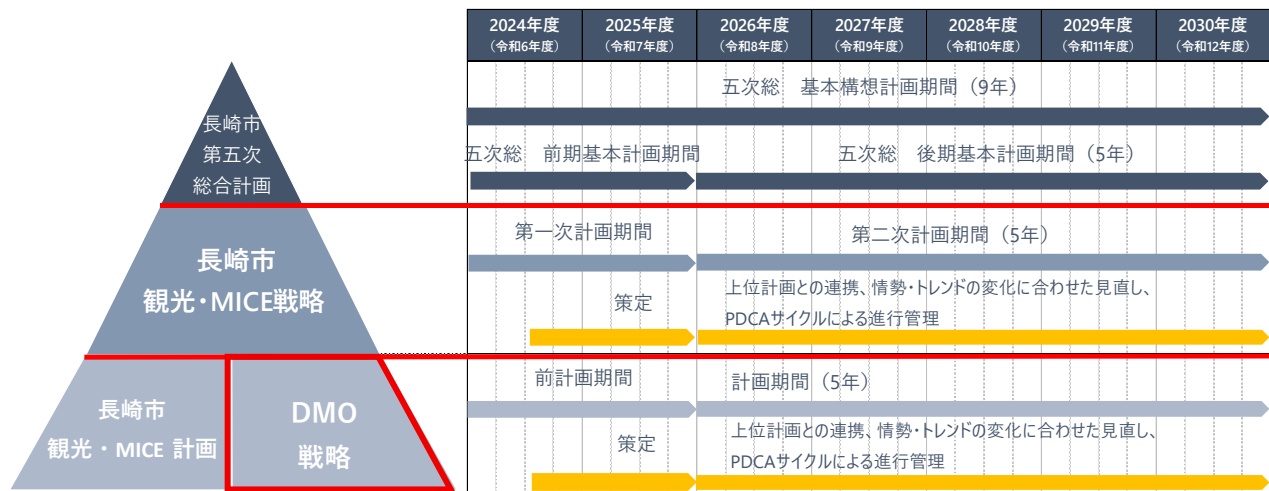 2024年度 2025年度 2026年度 2027年度 2028年度 2029年度 2030年度
(令和6年度) (令和7年度) (令和8年度) (令和9年度) (令和10年度) (令和11年度) (令和12年度)
長崎市
第五次
総合計画
五次総　基本構想計画期間（9年）
五次総　前期基本計画期間
五次総　後期基本計画期間（5年）
長崎市
観光・MICE戦略
第一次計画期間
第二次計画期間（5年）
策定
上位計画との連携、情勢・トレンドの変化に合わせた見直し、
PDCAサイクルによる進行管理
長崎市
観光・MICE 計画
DMO
戦略
前計画期間
計画期間（5年）
策定
上位計画との連携、情勢・トレンドの変化に合わせた見直し、
PDCAサイクルによる進行管理